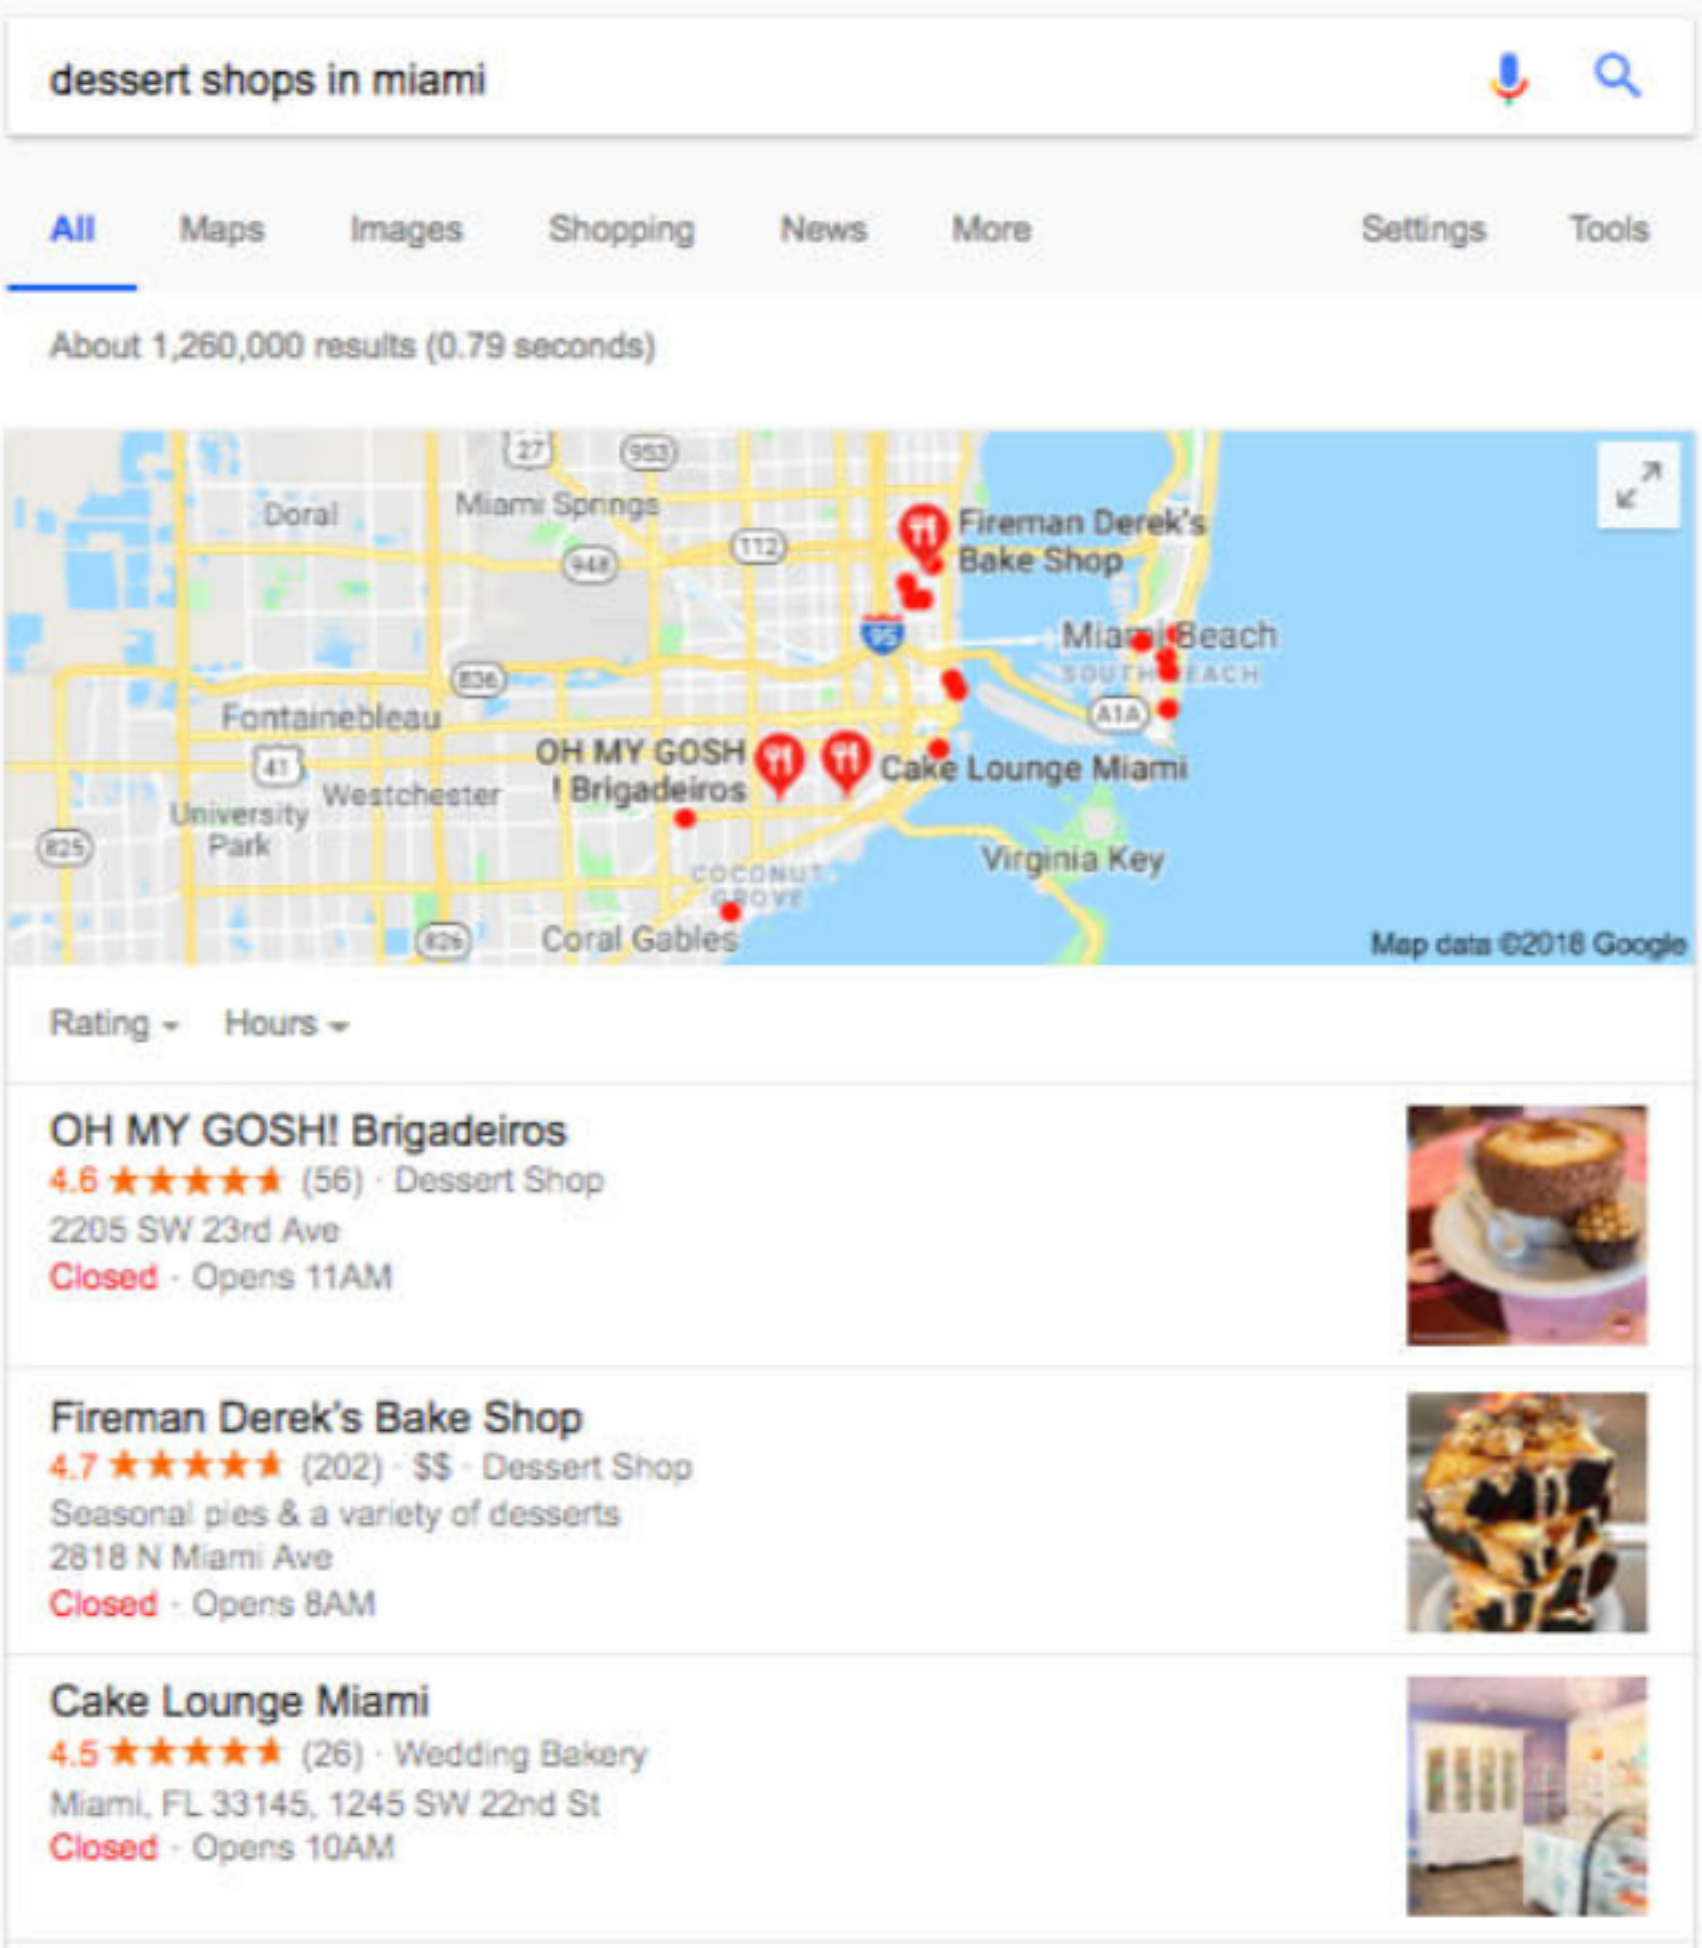 dessert shops in miami
All Maps Images Shopping News More Settings Tools
About 1,260,000 results (0.79 seconds)
27
953
Doral
Miami Springs
112
948
Fireman Derek's
Bake Shop
95
Miami Beach
SOUTH BEACH
836
A1A
Fontainebleau
41
OH MY GOSH
! Brigadeiros
Cake Lounge Miami
Westchester
University
Park
825
Virginia Key
COCONUT
GROVE
826
Coral Gables
Map data ©2018 Google
Rating Hours
OH MY GOSH! Brigadeiros
4.6 ★★★★★ (56) · Dessert Shop
2205 SW 23rd Ave
Closed · Opens 11AM
Fireman Derek's Bake Shop
4.7 ★★★★★ (202) · $$ · Dessert Shop
Seasonal pies & a variety of desserts
2818 N Miami Ave
Closed · Opens 8AM
Cake Lounge Miami
4.5 ★★★★★ (26) · Wedding Bakery
Miami, FL 33145, 1245 SW 22nd St
Closed · Opens 10AM